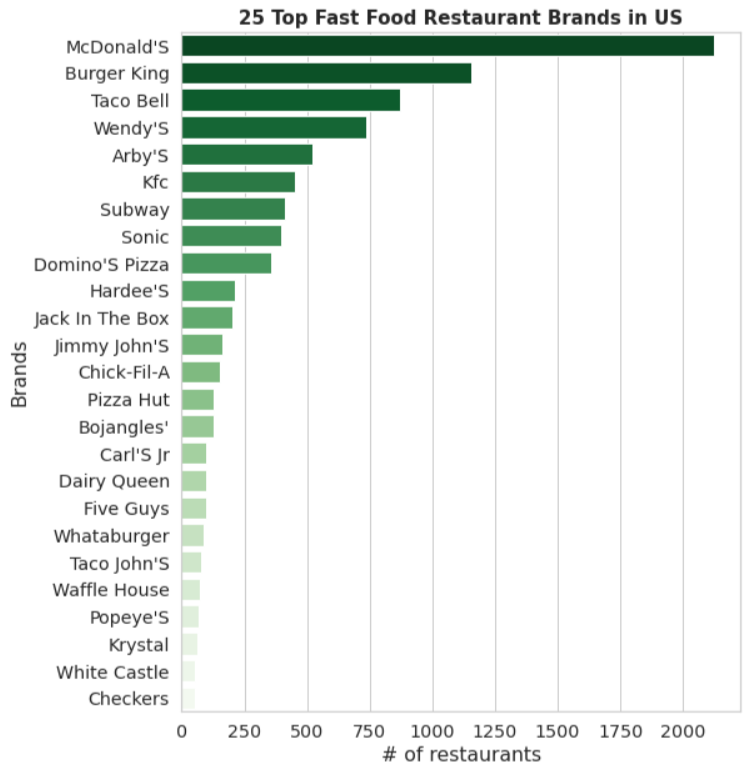 25 Top Fast Food Restaurant Brands in US
McDonald'S
Burger King
Taco Bell
Wendy'S
Arby'S
Kfc
Subway
Sonic
Domino'S Pizza
Hardee'S
Jack In The Box
Jimmy John'S
Chick-Fil-A
Pizza Hut
Bojangles'
Carl'S Jr
Dairy Queen
Five Guys
Whataburger
Taco John'S
Waffle House
Popeye'S
Krystal
White Castle
Checkers
Brands
0 250 500 750 1000 1250 1500 1750 2000
# of restaurants